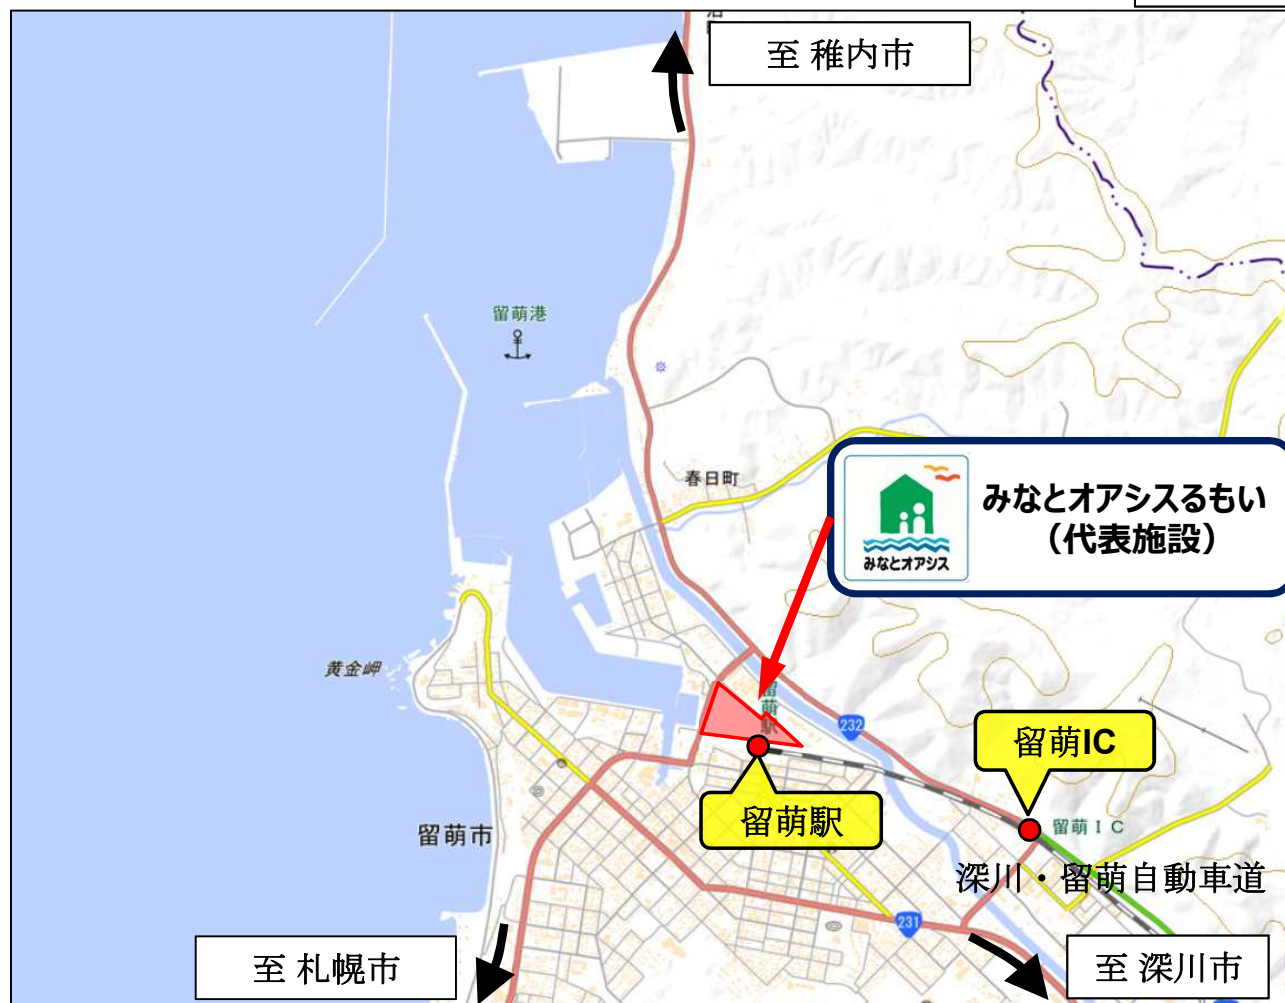 至 稚内市
留萌港
春日町
みなとオアシスるもい
（代表施設）
みなとオアシス
黄金岬
留萌駅
232
留萌IC
留萌駅
留萌ＩＣ
留萌市
深川・留萌自動車道
231
至 札幌市
至 深川市